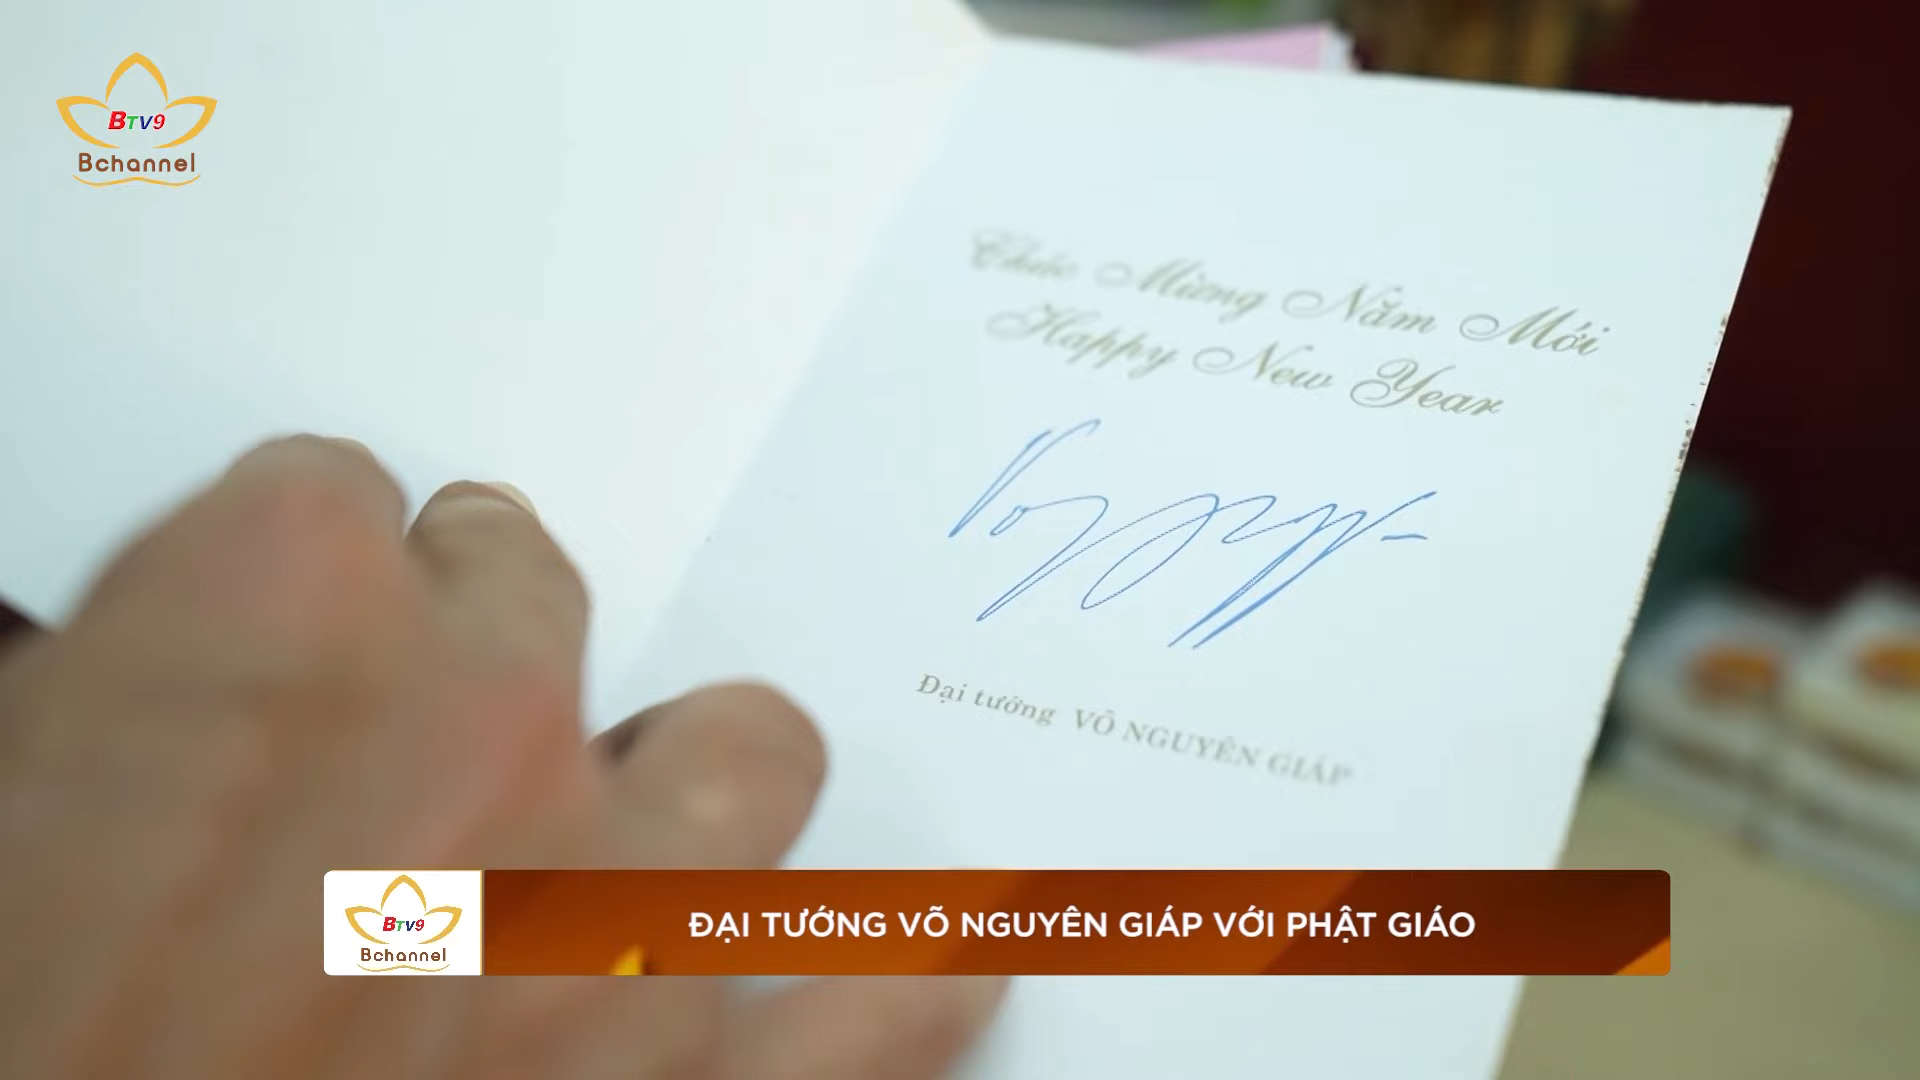 BTV9
Bchannel
Chúc Mừng Năm Mới
Happy New Year
Đại tướng VÕ NGUYÊN GIÁP
BTV9
Bchannel
ĐẠI TƯỚNG VÕ NGUYÊN GIÁP VỚI PHẬT GIÁO